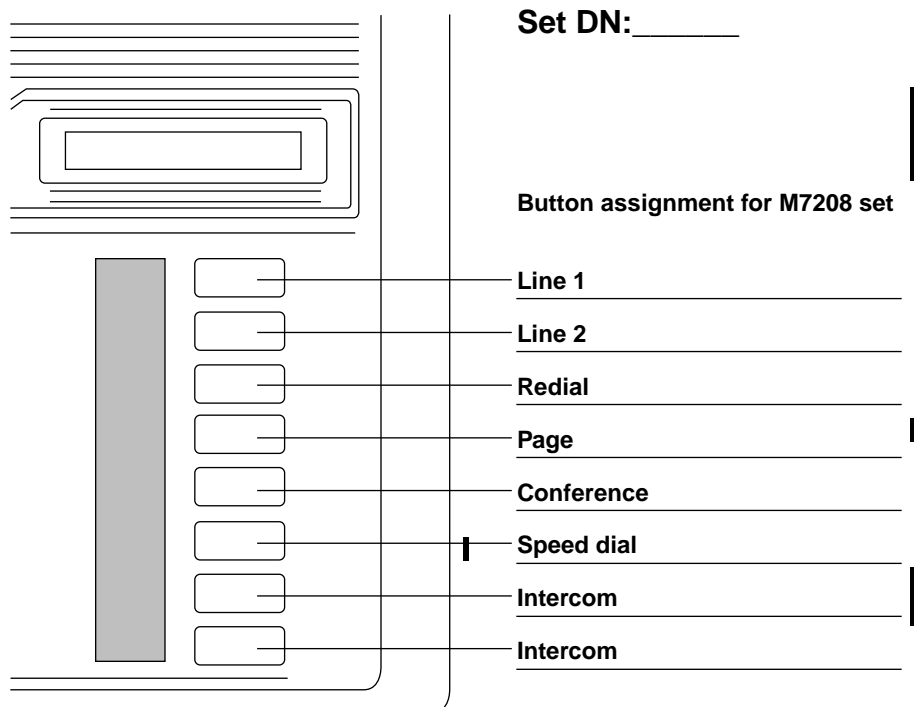 Set DN:______
Button assignment for M7208 set
Line 1
Line 2
Redial
Page
Conference
Speed dial
Intercom
Intercom